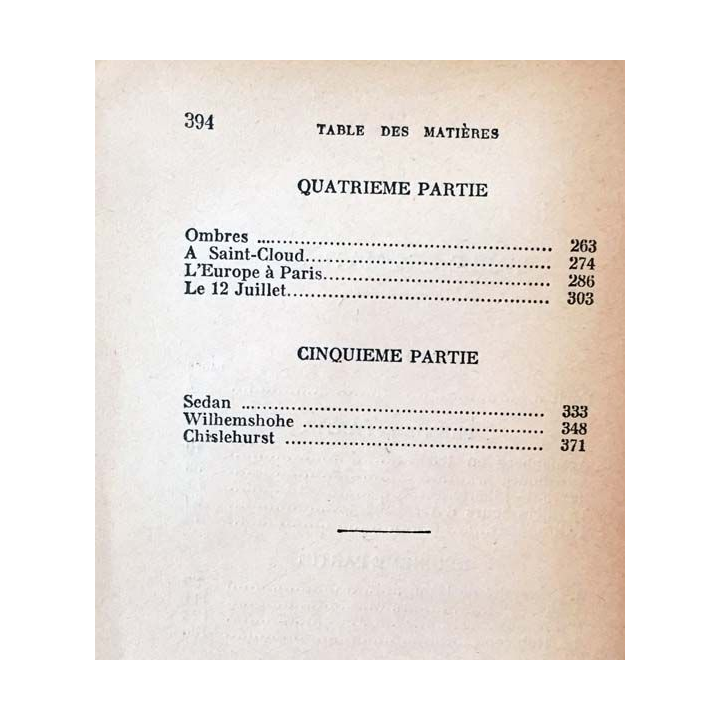 394
TABLE DES MATIÈRES
QUATRIEME PARTIE
Ombres .................................................. 263
A Saint-Cloud.......................................... 274
L'Europe à Paris....................................... 286
Le 12 Juillet............................................. 303
CINQUIEME PARTIE
Sedan .................................................... 333
Wilhemshohe ......................................... 348
Chislehurst ............................................ 371